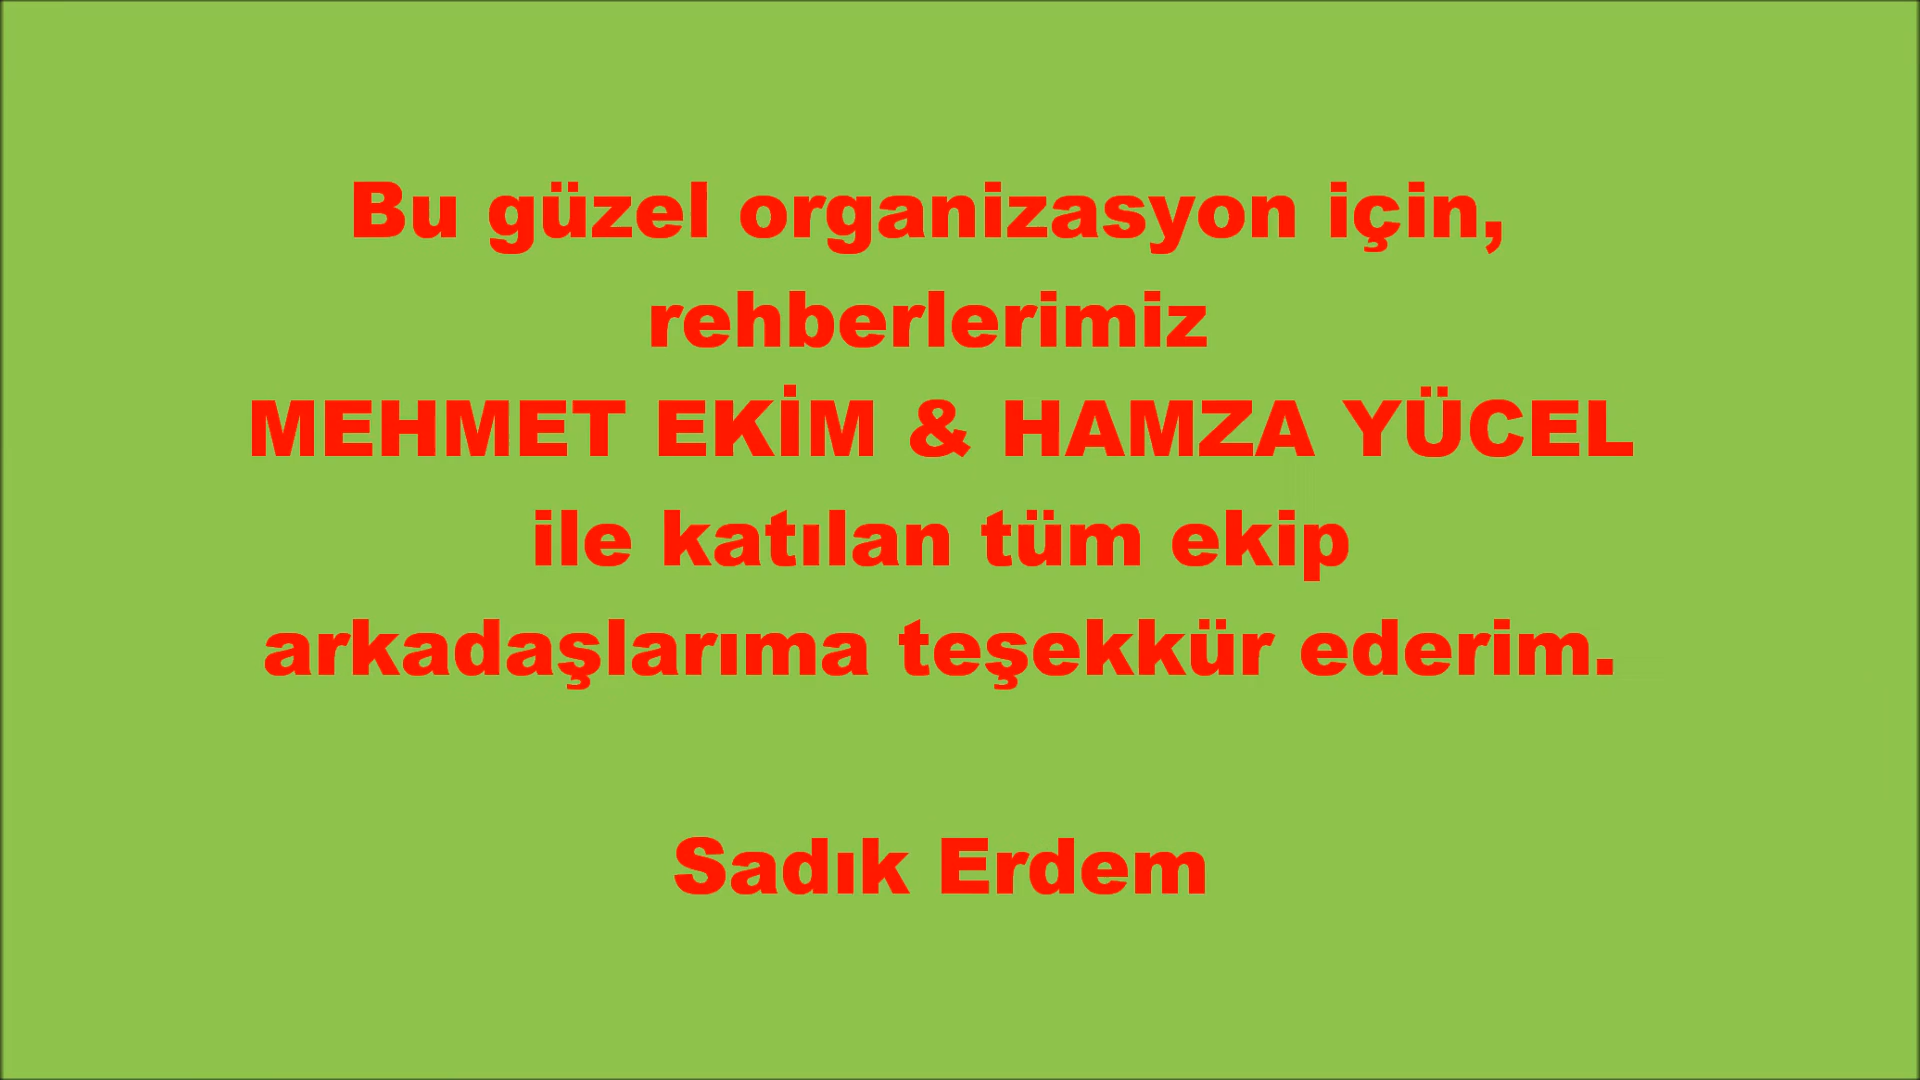 Bu güzel organizasyon için,
rehberlerimiz
MEHMET EKİM & HAMZA YÜCEL
ile katılan tüm ekip
arkadaşlarıma teşekkür ederim.
Sadık Erdem